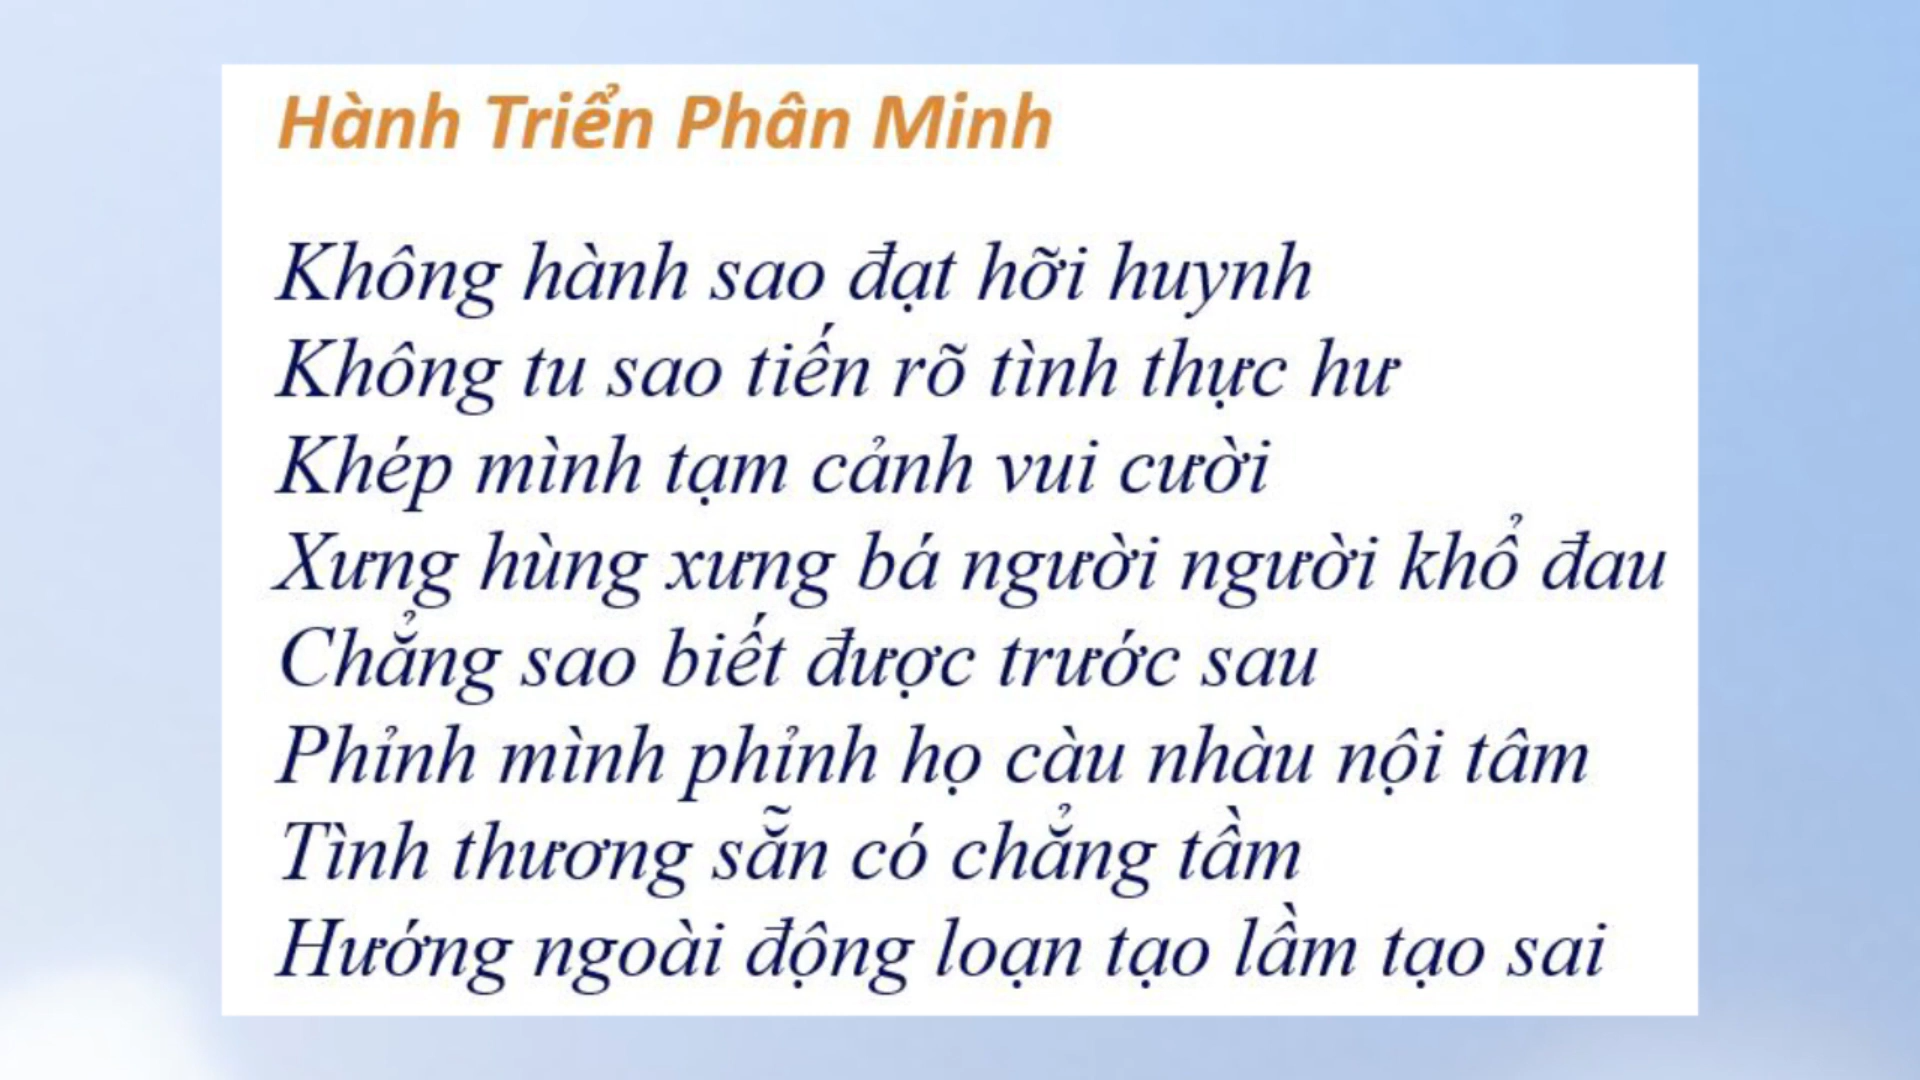 Hành Triển Phân Minh
Không hành sao đạt hỡi huynh
Không tu sao tiến rõ tình thực hư
Khép mình tạm cảnh vui cười
Xưng hùng xưng bá người người khổ đau
Chẳng sao biết được trước sau
Phỉnh mình phỉnh họ càu nhàu nội tâm
Tình thương sẵn có chẳng tầm
Hướng ngoài động loạn tạo lầm tạo sai